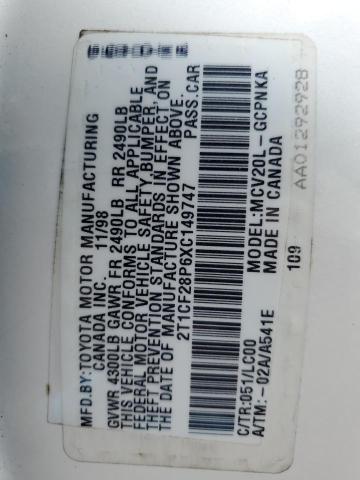 MFD.BY:TOYOTA MOTOR MANUFACTURING
CANADA INC. 11/98
GVWR 4300LB GAWR FR 2490LB RR 2490LB
THIS VEHICLE CONFORMS TO ALL APPLICABLE
FEDERAL MOTOR VEHICLE SAFETY, BUMPER, AND
THEFT PREVENTION STANDARDS IN EFFECT ON
THE DATE OF MANUFACTURE SHOWN ABOVE.
2T1CF28P6XC149747 PASS.CAR
C/TR:051/LC00 MODEL:MCV20L-GCPNKA
A/TM:-02A/A541E MADE IN CANADA
109
AA01292928